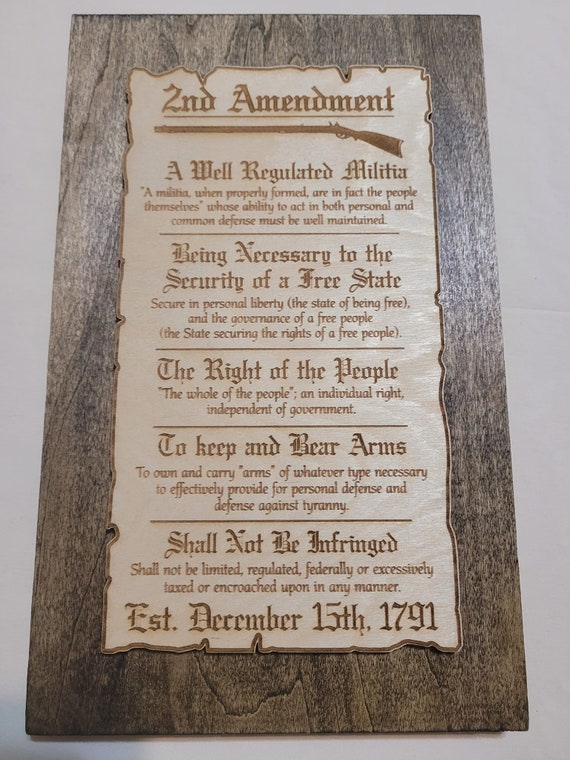 2nd Amendment
A Well Regulated Militia
"A militia, when properly formed, are in fact the people
themselves" whose ability to act in both personal and
common defense must be well maintained.
Being Necessary to the
Security of a Free State
Secure in personal liberty (the state of being free),
and the governance of a free people
(the State securing the rights of a free people).
The Right of the People
"The whole of the people"; an individual right,
independent of government.
To keep and Bear Arms
To own and carry "arms" of whatever type necessary
to effectively provide for personal defense and
defense against tyranny.
Shall Not Be Infringed
Shall not be limited, regulated, federally or excessively
taxed or encroached upon in any manner.
Est. December 15th, 1791